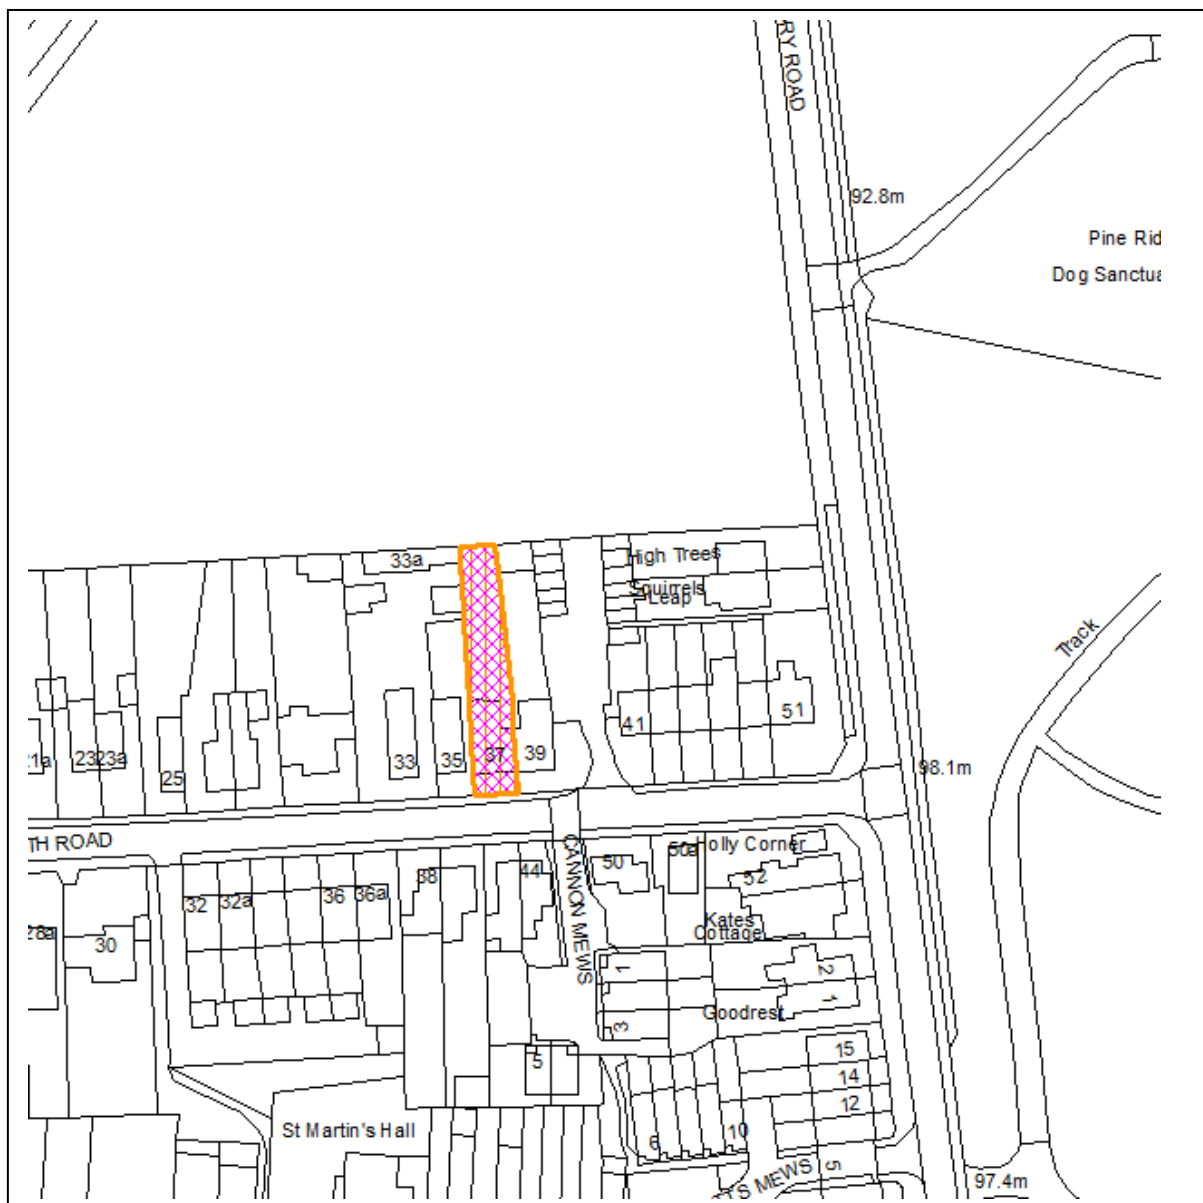 RY ROAD
92.8m
Pine Rid
Dog Sanctua
33a
High Trees
Squirrels
Leap
Track
41
51
21a
23
23a
25
33
35
37
39
98.1m
TH ROAD
CANNON MEWS
50
50a
Holly Corner
52
38
44
32
32a
36
36a
Kates
Cottage
28a
30
1
2
1
Goodrest
3
5
15
14
12
St Martin's Hall
6
10
TS MEWS
5
97.4m